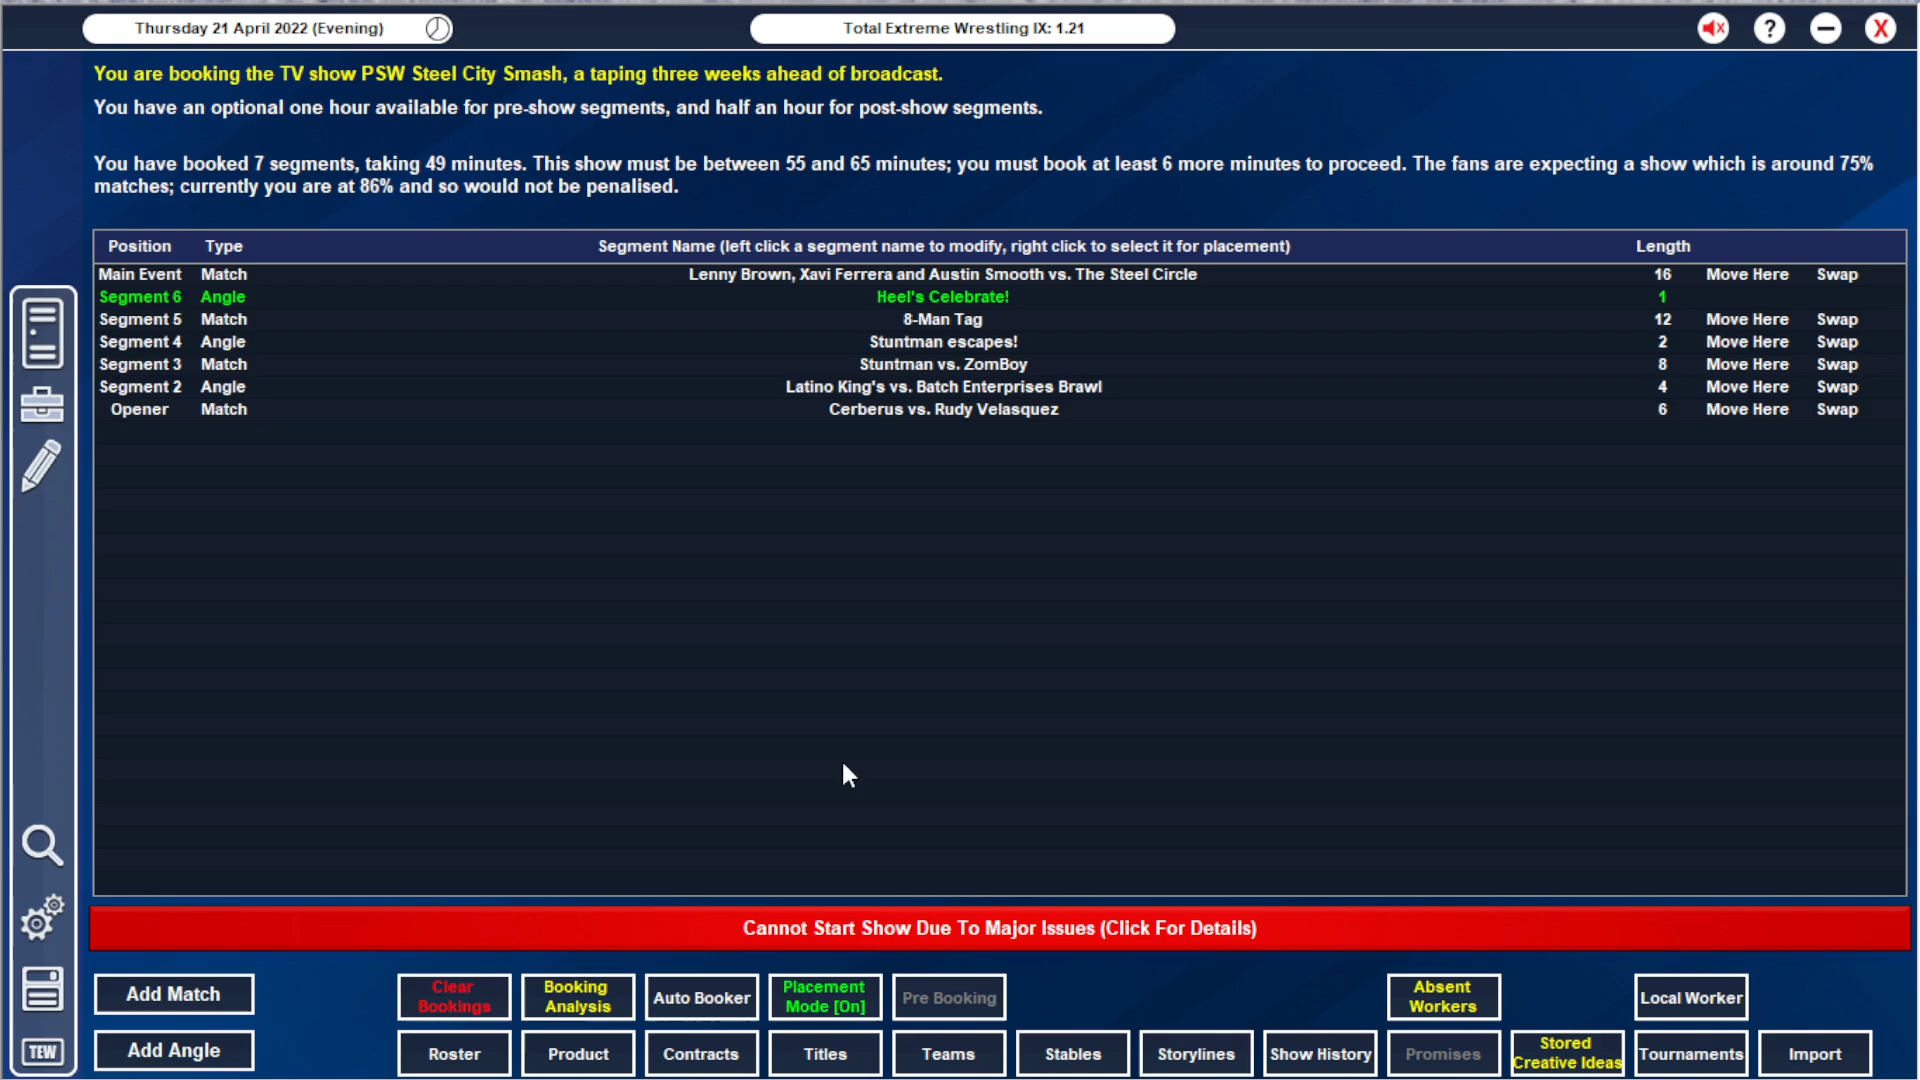 Thursday 21 April 2022 (Evening)
Total Extreme Wrestling IX: 1.21
?
X
You are booking the TV show PSW Steel City Smash, a taping three weeks ahead of broadcast.
You have an optional one hour available for pre-show segments, and half an hour for post-show segments.
You have booked 7 segments, taking 49 minutes. This show must be between 55 and 65 minutes; you must book at least 6 more minutes to proceed. The fans are expecting a show which is around 75%
matches; currently you are at 86% and so would not be penalised.
Position Type Segment Name (left click a segment name to modify, right click to select it for placement) Length
Main Event Match Lenny Brown, Xavi Ferrera and Austin Smooth vs. The Steel Circle 16 Move Here Swap
Segment 6 Angle Heel's Celebrate! 1
Segment 5 Match 8-Man Tag 12 Move Here Swap
Segment 4 Angle Stuntman escapes! 2 Move Here Swap
Segment 3 Match Stuntman vs. ZomBoy 8 Move Here Swap
Segment 2 Angle Latino King's vs. Batch Enterprises Brawl 4 Move Here Swap
Opener Match Cerberus vs. Rudy Velasquez 6 Move Here Swap
Cannot Start Show Due To Major Issues (Click For Details)
Add Match
Clear
Bookings
Booking
Analysis
Auto Booker
Placement
Mode [On]
Pre Booking
Absent
Workers
Local Worker
TEW
Add Angle
Roster
Product
Contracts
Titles
Teams
Stables
Storylines
Show History
Promises
Stored
Creative Ideas
Tournaments
Import